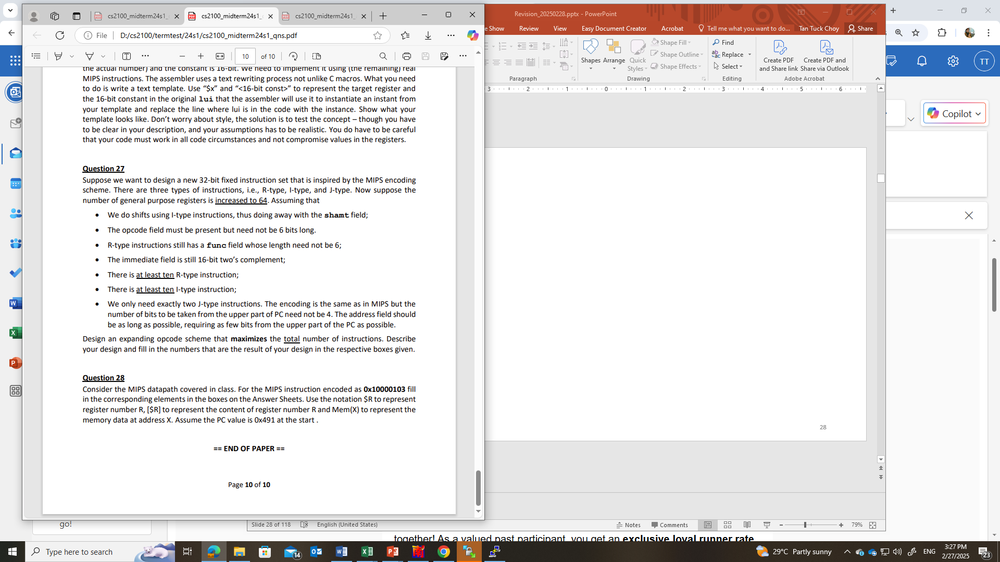 cs2100_midterm24s1_
cs2100_midterm24s1_
cs2100_midterm24s1_
File
D:/cs2100/termtest/24s1/cs2100_midterm24s1_qns.pdf
10
of 10
the actual number) and the constant is 16-bit. We need to implement it using (the remaining) real
MIPS instructions. The assembler uses a text rewriting process not unlike C macros. What you need
to do is write a text template. Use “$x” and “<16-bit const>” to represent the target register and
the 16-bit constant in the original lui that the assembler will use it to instantiate an instant from
your template and replace the line where lui is in the code with the instance. Show what your
template looks like. Don’t worry about style, the solution is to test the concept – though you have
to be clear in your description, and your assumptions has to be realistic. You do have to be careful
that your code must work in all code circumstances and not compromise values in the registers.
Question 27
Suppose we want to design a new 32-bit fixed instruction set that is inspired by the MIPS encoding
scheme. There are three types of instructions, i.e., R-type, I-type, and J-type. Now suppose the
number of general purpose registers is increased to 64. Assuming that
• We do shifts using I-type instructions, thus doing away with the shamt field;
• The opcode field must be present but need not be 6 bits long.
• R-type instructions still has a func field whose length need not be 6;
• The immediate field is still 16-bit two’s complement;
• There is at least ten R-type instruction;
• There is at least ten I-type instruction;
• We only need exactly two J-type instructions. The encoding is the same as in MIPS but the
number of bits to be taken from the upper part of PC need not be 4. The address field should
be as long as possible, requiring as few bits from the upper part of the PC as possible.
Design an expanding opcode scheme that maximizes the total number of instructions. Describe
your design and fill in the numbers that are the result of your design in the respective boxes given.
Question 28
Consider the MIPS datapath covered in class. For the MIPS instruction encoded as 0x10000103 fill
in the corresponding elements in the boxes on the Answer Sheets. Use the notation $R to represent
register number R, [$R] to represent the content of register number R and Mem(X) to represent the
memory data at address X. Assume the PC value is 0x491 at the start .
== END OF PAPER ==
Page 10 of 10
Revision_20250228.pptx - PowerPoint
e Show
Review
View
Easy Document Creator
Acrobat
Tell me what you want to do...
Tan Tuck Choy
Share
Shapes
Arrange
Quick
Styles
Shape Fill
Shape Outline
Shape Effects
Find
Replace
Select
Create PDF
and Share link
Create PDF and
Share via Outlook
Paragraph
Drawing
Editing
Adobe Acrobat
3 2 1 0 1 2 3 4 5 6
28
Slide 28 of 118
English (United States)
Notes
Comments
79%
TT
Copilot
go!
together! As a valued past participant, you get an exclusive loyal runner rate
Type here to search
14
29°C Partly sunny
ENG
3:27 PM
2/27/2025
23